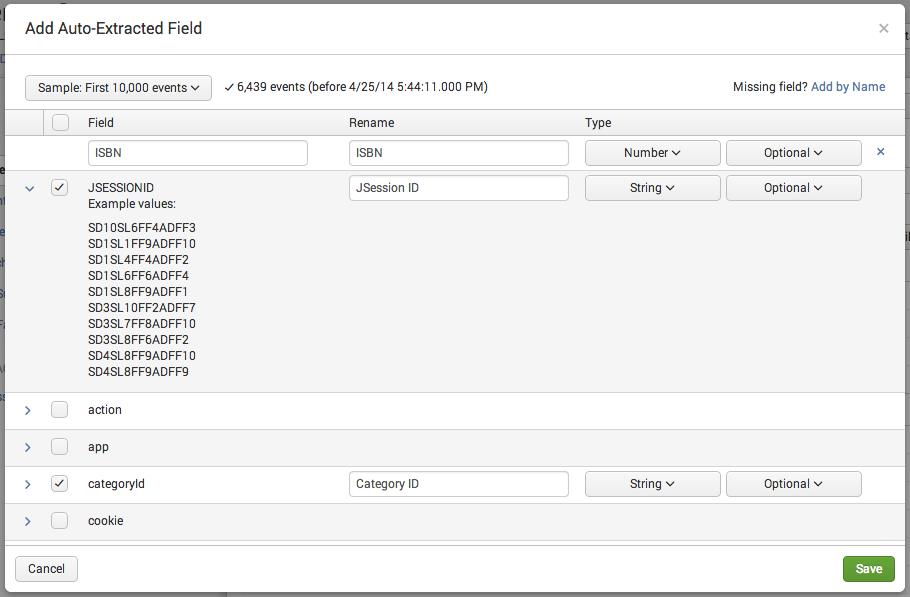 Add Auto-Extracted Field
×
Sample: First 10,000 events
✓ 6,439 events (before 4/25/14 5:44:11.000 PM)
Missing field? Add by Name
Field Rename Type
ISBN ISBN Number Optional ×
JSESSIONID JSession ID String Optional
Example values:
SD10SL6FF4ADFF3
SD1SL1FF9ADFF10
SD1SL4FF4ADFF2
SD1SL6FF6ADFF4
SD1SL8FF9ADFF1
SD3SL10FF2ADFF7
SD3SL7FF8ADFF10
SD3SL8FF6ADFF2
SD4SL8FF9ADFF10
SD4SL8FF9ADFF9
action
app
categoryId Category ID String Optional
cookie
Cancel Save